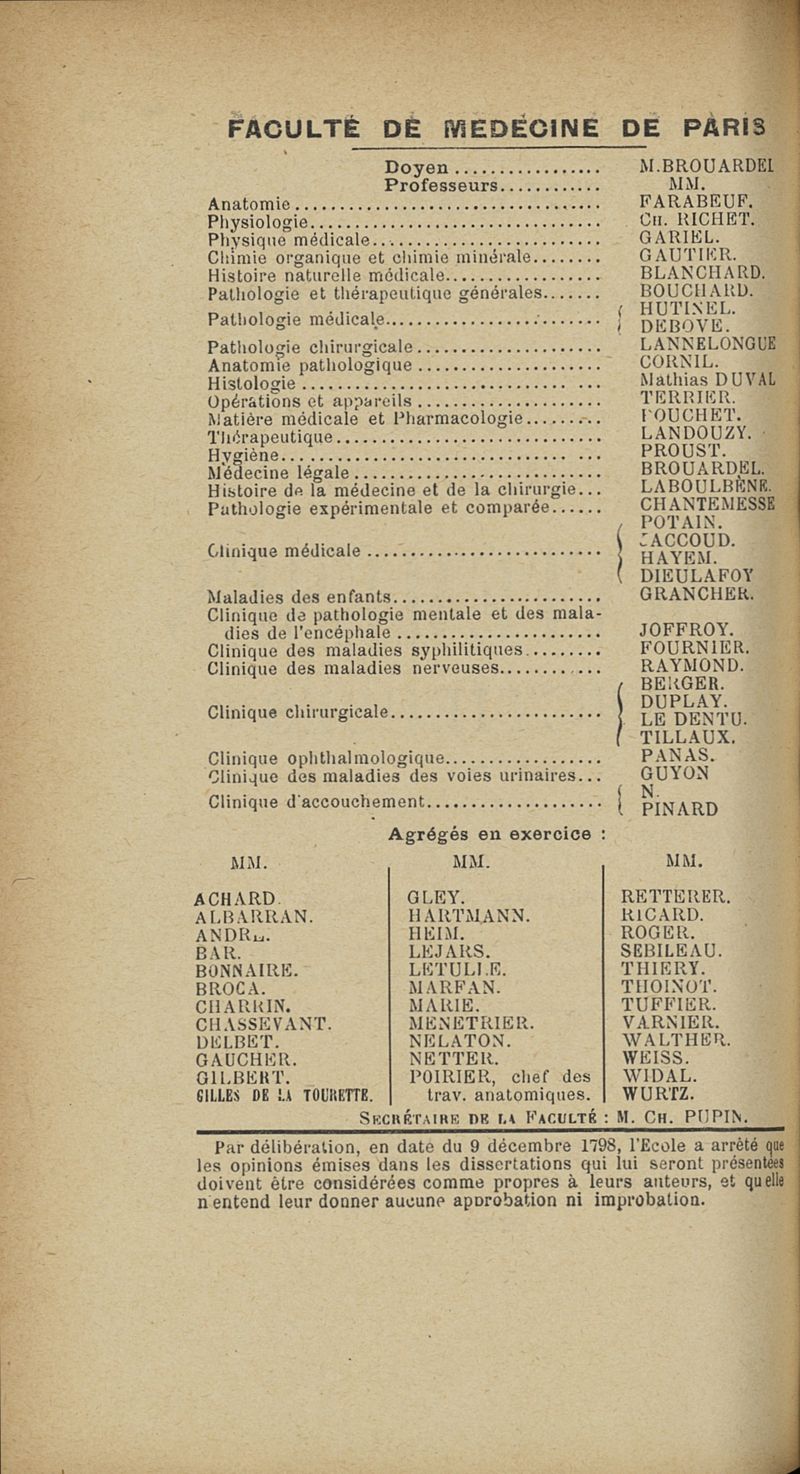 FACULTÉ DE MEDECINE DE PARIS
Doyen.................. M.BROUARDEL
Professeurs............ MM.
Anatomie.................................... FARABEUF.
Physiologie.................................. CH. RICHET.
Physique médicale........................... GARIEL.
Chimie organique et chimie minérale........ GAUTIER.
Histoire naturelle médicale.................. BLANCHARD.
Pathologie et thérapeutique générales....... BOUCHARD.
Pathologie médicale.......................... { HUTINEL.
DEBOVE.
Pathologie chirurgicale...................... LANNELONGUE
Anatomie pathologique...................... CORNIL.
Histologie................................... Mathias DUVAL
Opérations et appareils...................... TERRIER.
Matière médicale et Pharmacologie......... POUCHET.
Thérapeutique............................... LANDOUZY.
Hygiène..................................... PROUST.
Médecine légale............................. BROUARDEL.
Histoire de la médecine et de la chirurgie... LABOULBÈNE.
Pathologie expérimentale et comparée...... CHANTEMESSE
Clinique médicale........................... { POTAIN.
JACCOUD.
HAYEM.
DIEULAFOY
Maladies des enfants........................ GRANCHER.
Clinique de pathologie mentale et des mala-
dies de l'encéphale........................ JOFFROY.
Clinique des maladies syphilitiques......... FOURNIER.
Clinique des maladies nerveuses............ RAYMOND.
Clinique chirurgicale......................... { BERGER.
DUPLAY.
LE DENTU.
TILLAUX.
Clinique ophthalmologique................... PANAS.
Clinique des maladies des voies urinaires... GUYON
Clinique d'accouchement..................... { N.
PINARD
Agrégés en exercice :
MM.
ACHARD.
ALBARRAN.
ANDRÉ.
BAR.
BONNAIRE.
BROCA.
CHARRIN.
CHASSEVANT.
DELBET.
GAUCHER.
GILBERT.
GILLES DE LA TOURETTE.
MM.
GLEY.
HARTMANN.
HEIM.
LEJARS.
LETULLE.
MARFAN.
MARIE.
MENETRIER.
NELATON.
NETTER.
POIRIER, chef des
trav. anatomiques.
MM.
RETTERER.
RICARD.
ROGER.
SEBILEAU.
THIERY.
THOINOT.
TUFFIER.
VARNIER.
WALTHER.
WEISS.
WIDAL.
WURTZ.
SECRÉTAIRE DE LA FACULTÉ : M. CH. PUPIN.
Par délibération, en date du 9 décembre 1798, l'Ecole a arrêté que
les opinions émises dans les dissertations qui lui seront présentées
doivent être considérées comme propres à leurs auteurs, et qu elle
n'entend leur donner aucune approbation ni improbation.